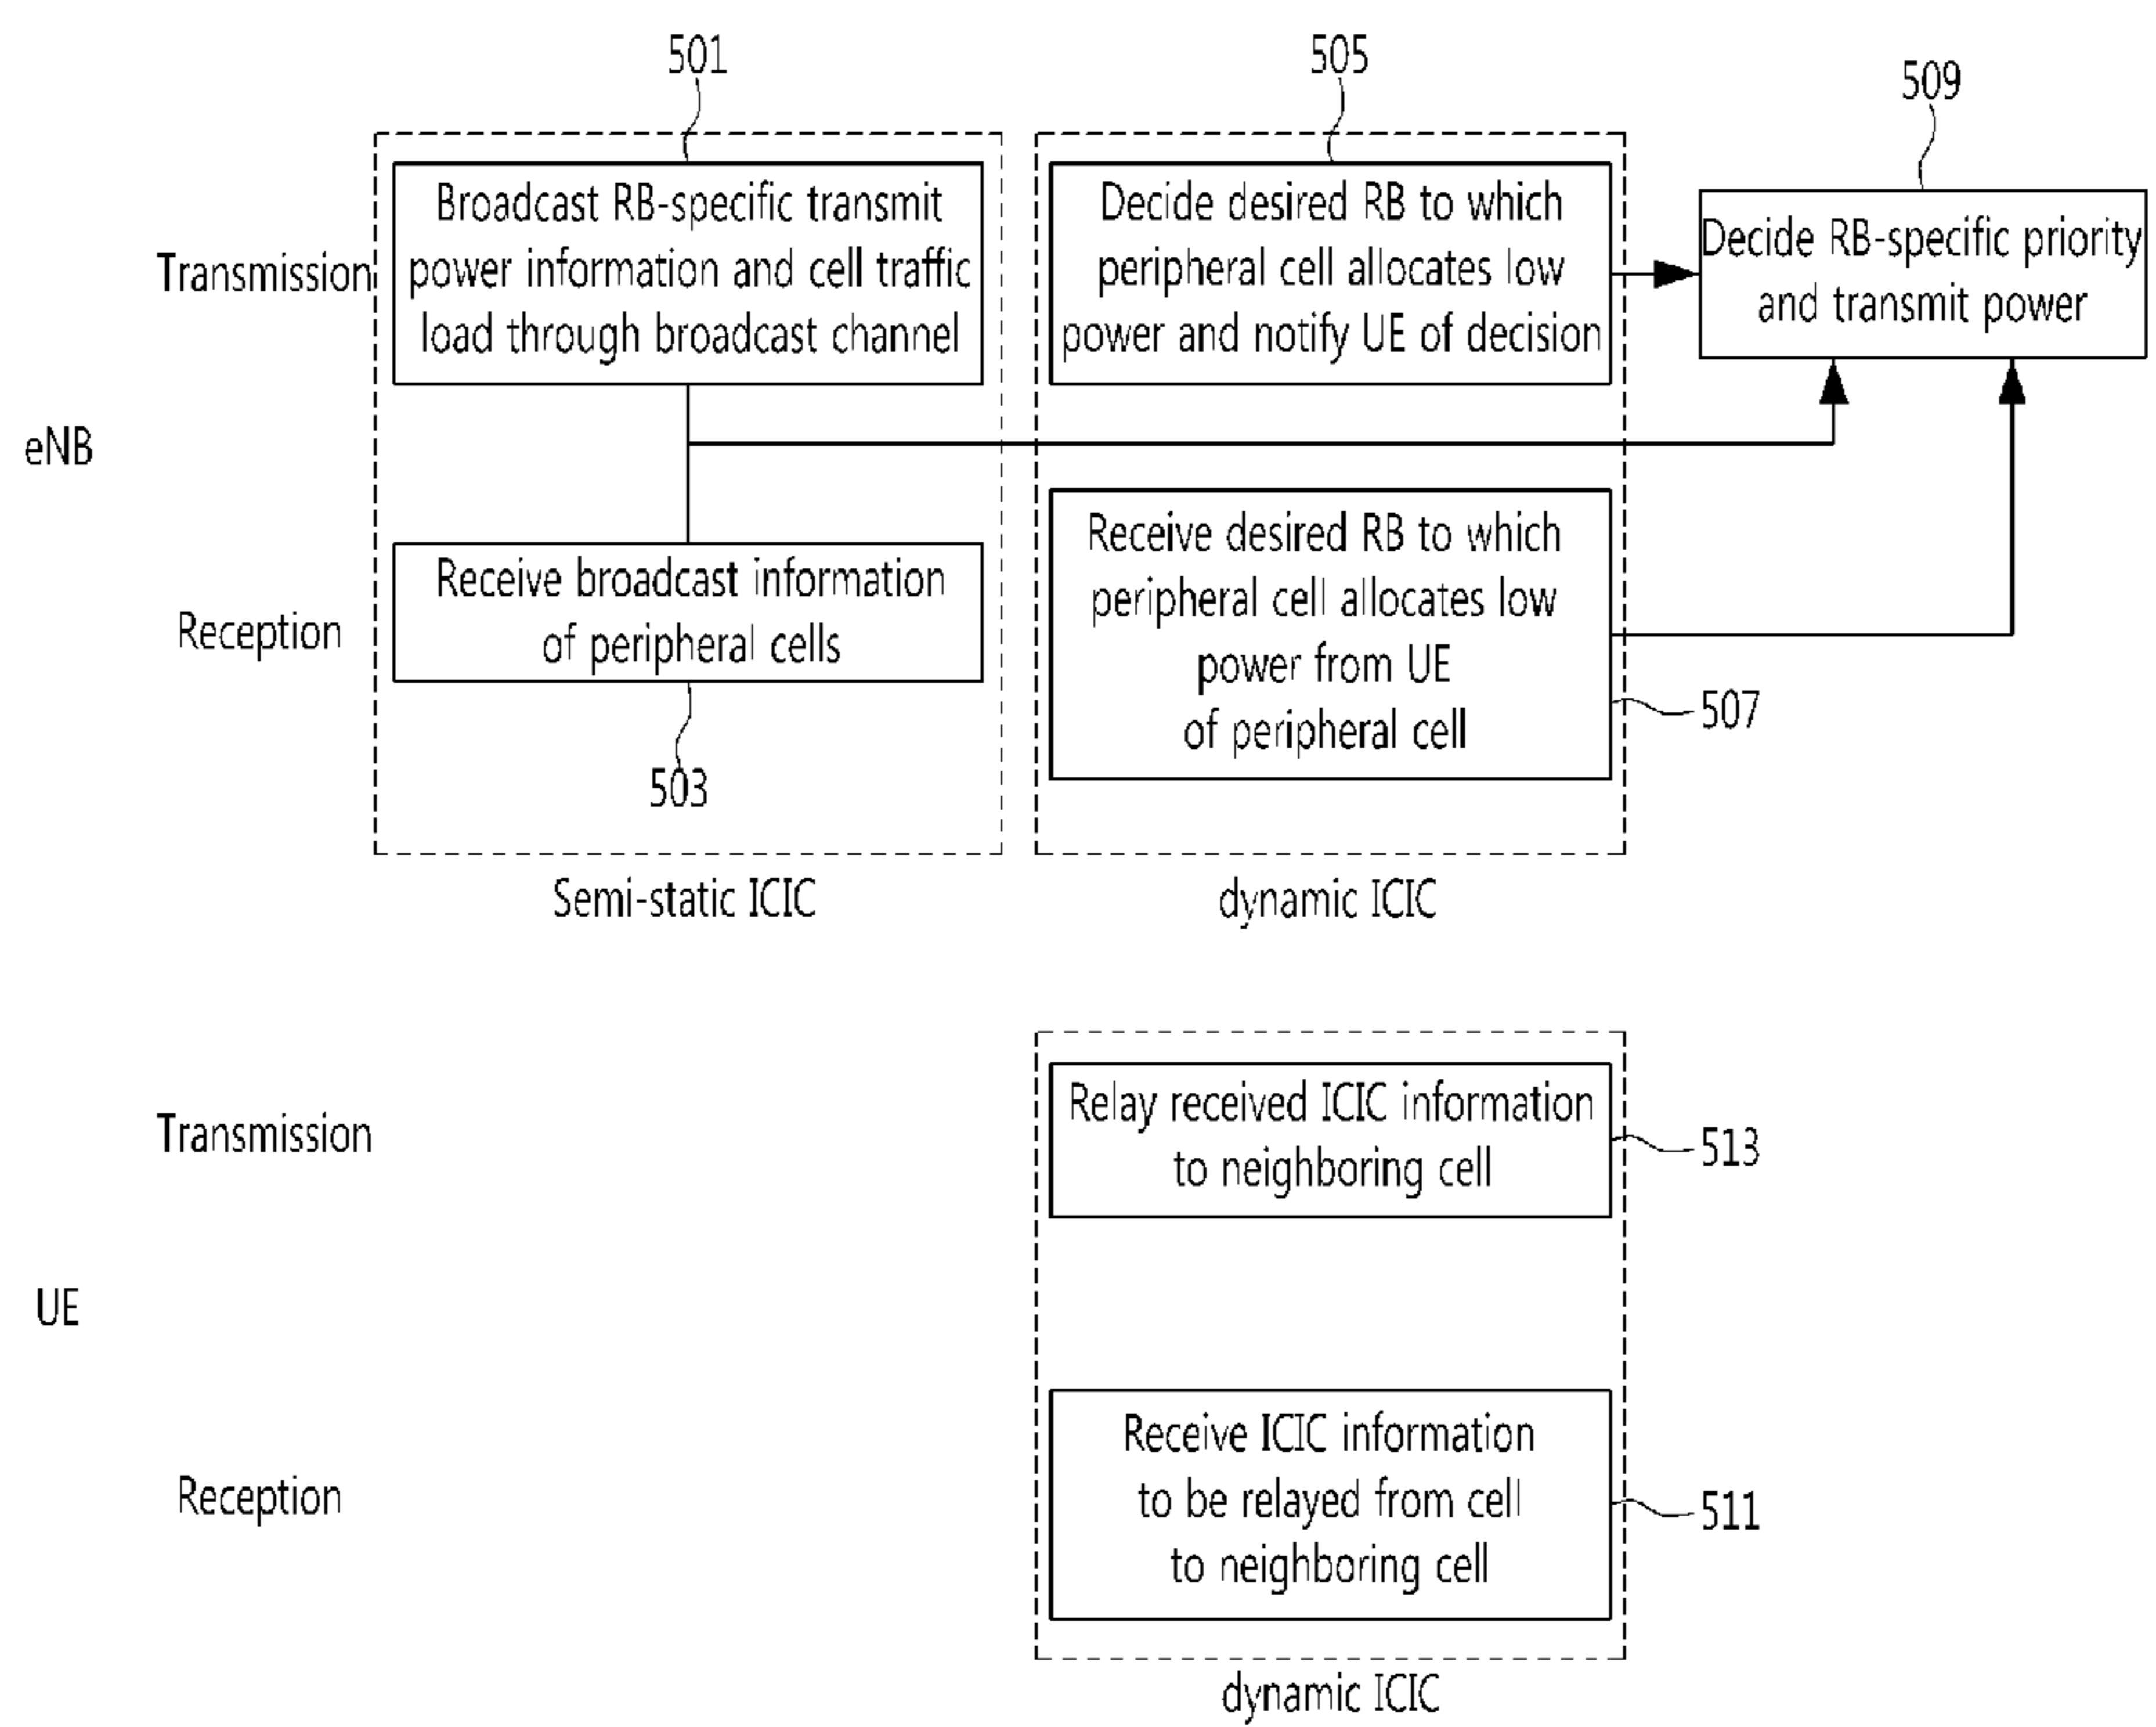 501
505
509
Broadcast RB-specific transmit
power information and cell traffic
load through broadcast channel
Decide desired RB to which
peripheral cell allocates low
power and notify UE of decision
Decide RB-specific priority
and transmit power
Transmission
eNB
Reception
Receive broadcast information
of peripheral cells
Receive desired RB to which
peripheral cell allocates low
power from UE
of peripheral cell
507
503
Semi-static ICIC
dynamic ICIC
Transmission
Relay received ICIC information
to neighboring cell
513
UE
Reception
Receive ICIC information
to be relayed from cell
to neighboring cell
511
dynamic ICIC